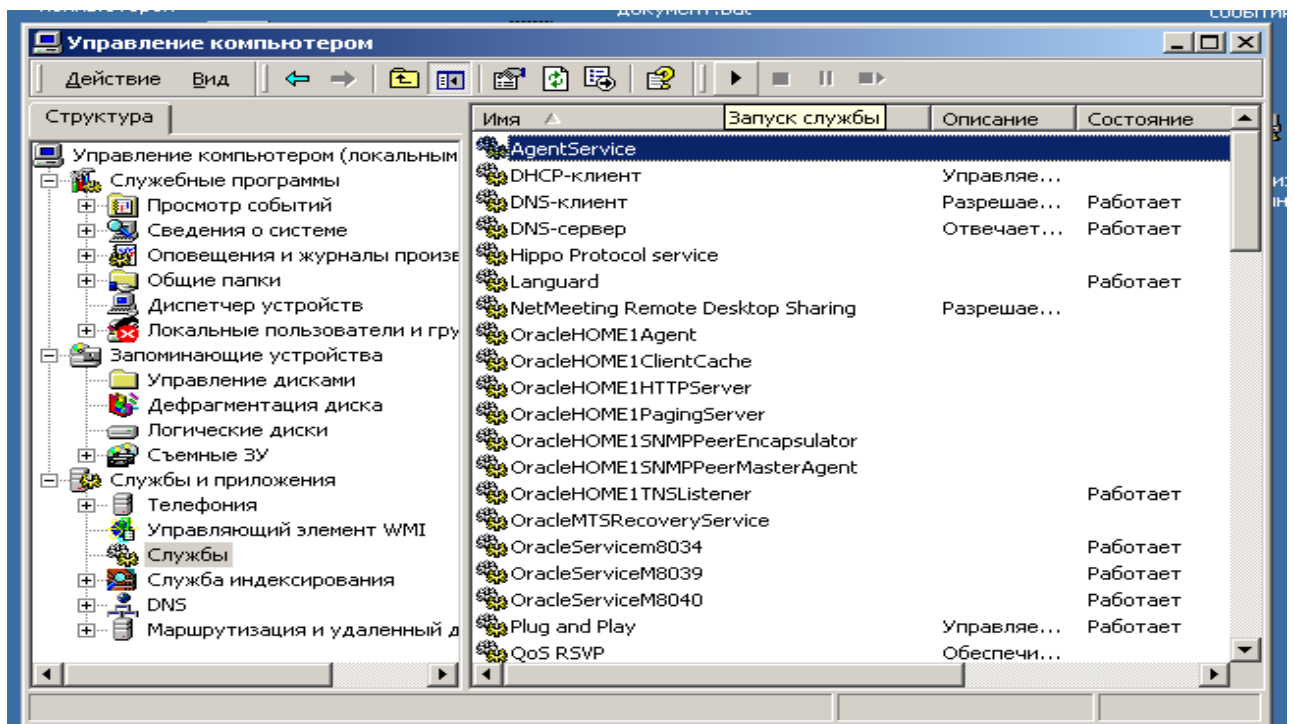 документ.bat
Управление компьютером
Действие Вид
Запуск службы
Структура
Имя Описание Состояние
Управление компьютером (локальным
Служебные программы
Просмотр событий
Сведения о системе
Оповещения и журналы произв
Общие папки
Диспетчер устройств
Локальные пользователи и гру
Запоминающие устройства
Управление дисками
Дефрагментация диска
Логические диски
Съемные ЗУ
Службы и приложения
Телефония
Управляющий элемент WMI
Службы
Служба индексирования
DNS
Маршрутизация и удаленный д
AgentService
DHCP-клиент Управляе...
DNS-клиент Разрешае... Работает
DNS-сервер Отвечает... Работает
Hippo Protocol service
Languard Работает
NetMeeting Remote Desktop Sharing Разрешае...
OracleHOME1Agent
OracleHOME1ClientCache
OracleHOME1HTTPServer
OracleHOME1PagingServer
OracleHOME1SNMPPeerEncapsulator
OracleHOME1SNMPPeerMasterAgent
OracleHOME1TNSListener Работает
OracleMTSRecoveryService
OracleServicem8034 Работает
OracleServiceM8039 Работает
OracleServiceM8040 Работает
Plug and Play Управляе... Работает
QoS RSVP Обеспечи...